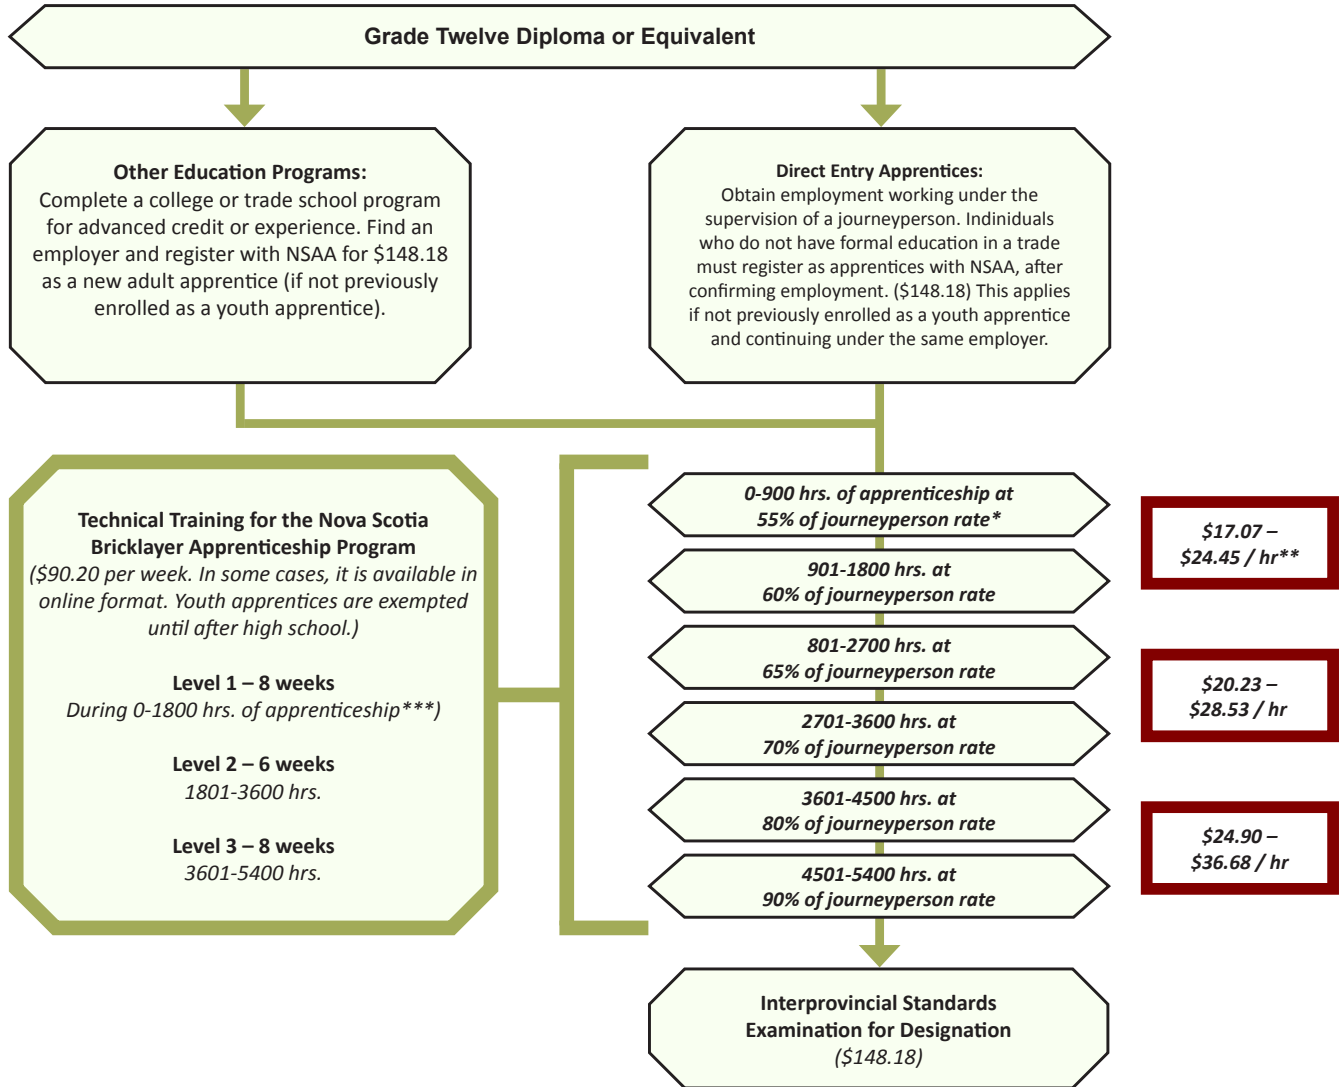 Grade Twelve Diploma or Equivalent
Other Education Programs:
Complete a college or trade school program
for advanced credit or experience. Find an
employer and register with NSAA for $148.18
as a new adult apprentice (if not previously
enrolled as a youth apprentice).
Direct Entry Apprentices:
Obtain employment working under the
supervision of a journeyperson. Indiniduals
who do not have formal education in a trade
must register as apprentices with NSAA, after
confirming employment. ($148.18) This applies
if not previously enrolled as a youth apprentice
and continuing under the same employer.
Technical Training for the Nova Scotia
Bricklayer Apprenticeship Program
($90.20 per week. In some cases, it is available in
online format. Youth apprentices are exempted
until after high school.)
Level 1 – 8 weeks
During 0-1800 hrs. of apprenticeship***)
Level 2 – 6 weeks
1801-3600 hrs.
Level 3 – 8 weeks
3601-5400 hrs.
0-900 hrs. of apprenticeship at
55% of journeyperson rate*
901-1800 hrs. at
60% of journeyperson rate
801-2700 hrs. at
65% of journeyperson rate
2701-3600 hrs. at
70% of journeyperson rate
3601-4500 hrs. at
80% of journeyperson rate
4501-5400 hrs. at
90% of journeyperson rate
$17.07 –
$24.45 / hr**
$20.23 –
$28.53 / hr
$24.90 –
$36.68 / hr
Interprovincial Standards
Examination for Designation
($148.18)